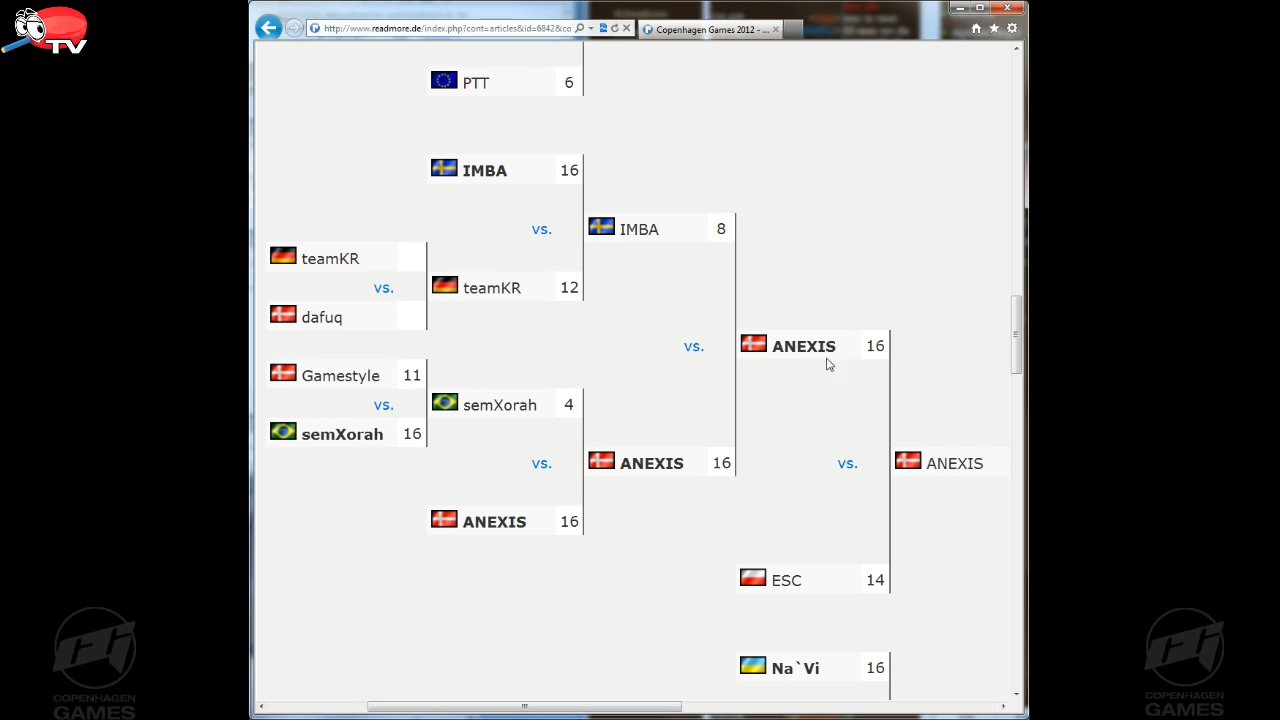 TV
http://www.readmore.de/index.php?cont=articles&id=6842&co
Copenhagen Games 2012 - ...
PTT 6
IMBA 16
vs.
IMBA 8
teamKR
vs.
teamKR 12
dafuq
vs.
ANEXIS 16
Gamestyle 11
vs.
semXorah 4
semXorah 16
vs.
ANEXIS 16
vs.
ANEXIS
ANEXIS 16
ESC 14
Na`Vi 16
COPENHAGEN
GAMES
COPENHAGEN
GAMES